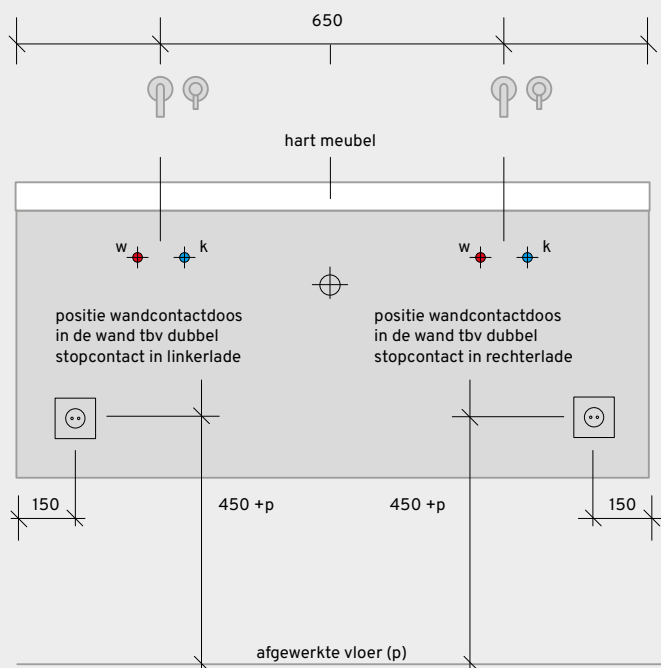 650
hart meubel
w
k
w
k
positie wandcontactdoos
in de wand tbv dubbel
stopcontact in linkerlade
positie wandcontactdoos
in de wand tbv dubbel
stopcontact in rechterlade
150
450 +p
450 +p
150
afgewerkte vloer (p)